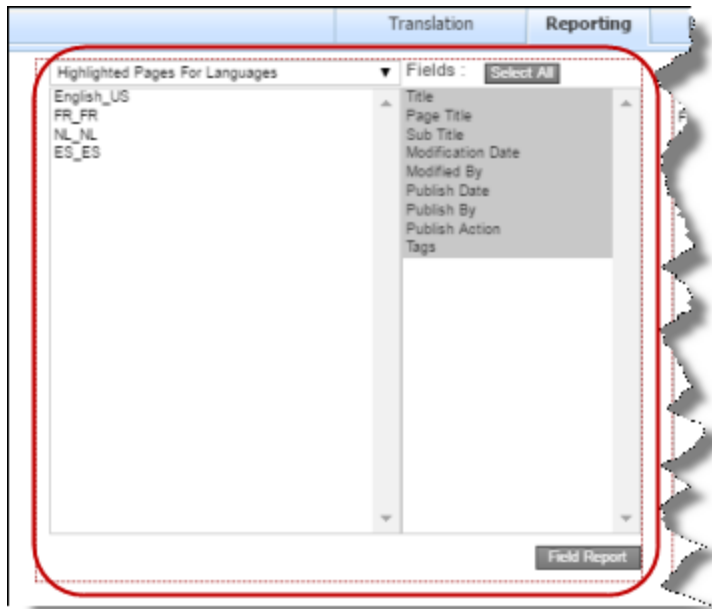 Translation Reporting
Highlighted Pages For Languages
Fields : Select All
English_US
FR_FR
NL_NL
ES_ES
Title
Page Title
Sub Title
Modification Date
Modified By
Publish Date
Publish By
Publish Action
Tags
Field Report